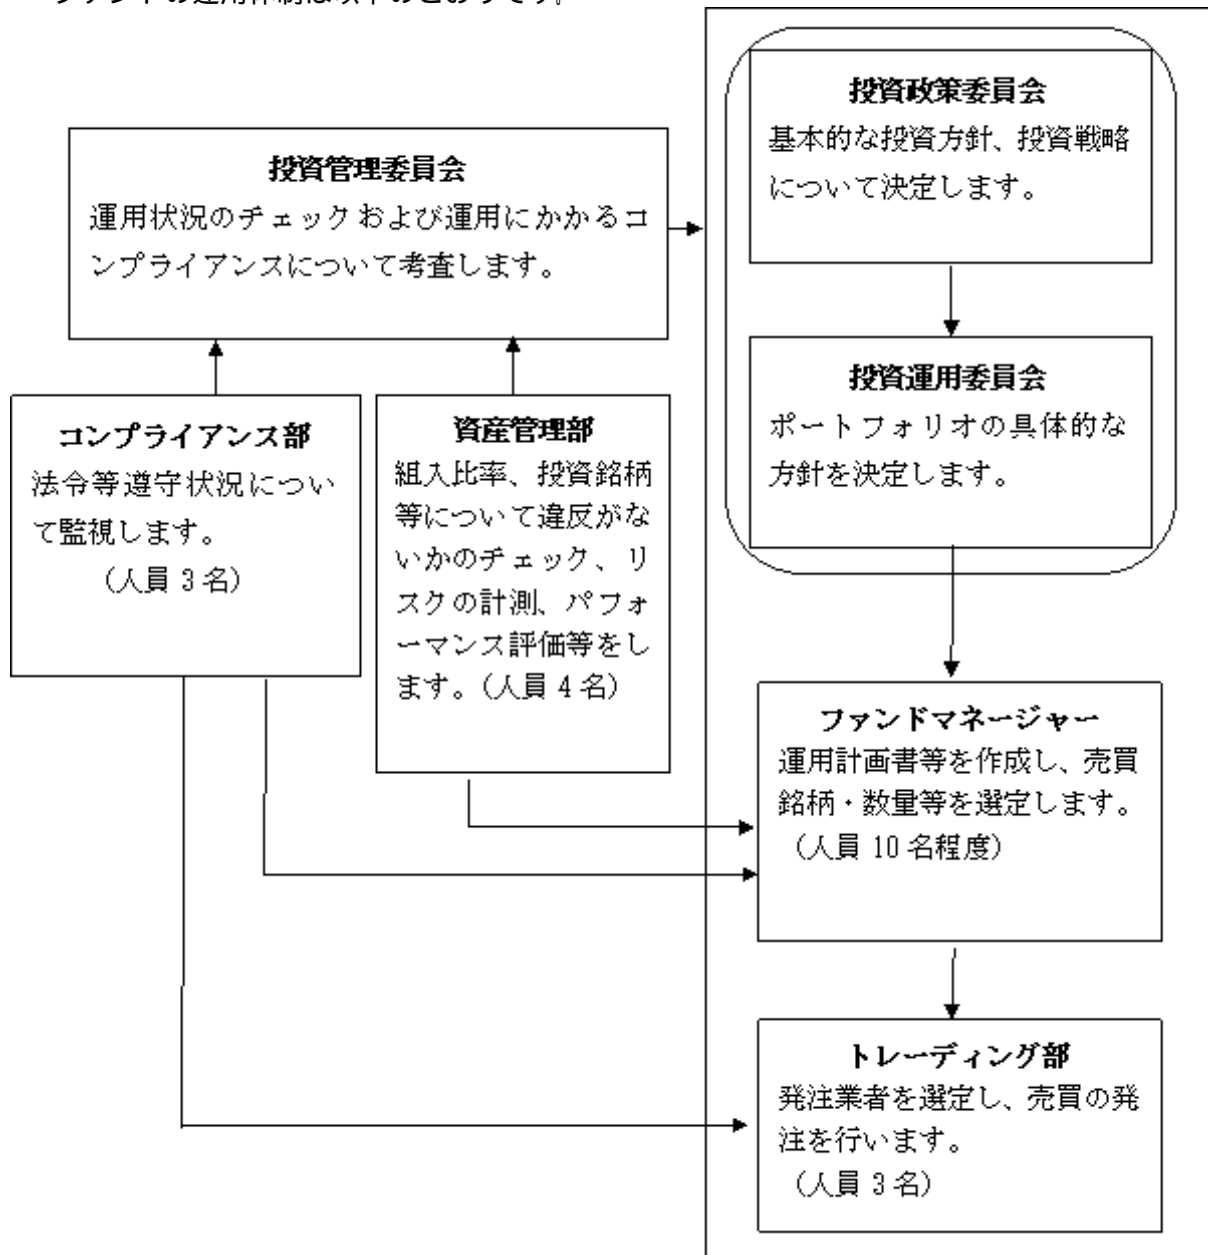 ファンドの運用体制は以下のとおりです。
投資政策委員会
基本的な投資方針、投資戦略
について決定します。
投資管理委員会
運用状況のチェックおよび運用にかかるコ
ンプライアンスについて考査します。
投資運用委員会
ポートフォリオの具体的な
方針を決定します。
コンプライアンス部
法令等遵守状況につい
て監視します。
(人員 3 名)
資産管理部
組入比率、投資銘柄
等について違反がな
いかのチェック、リ
スクの計測、パフォ
ーマンス評価等をし
ます。(人員 4 名)
ファンドマネージャー
運用計画書等を作成し、売買
銘柄・数量等を選定します。
(人員 10 名程度)
トレーディング部
発注業者を選定し、売買の発
注を行います。
(人員 3 名)